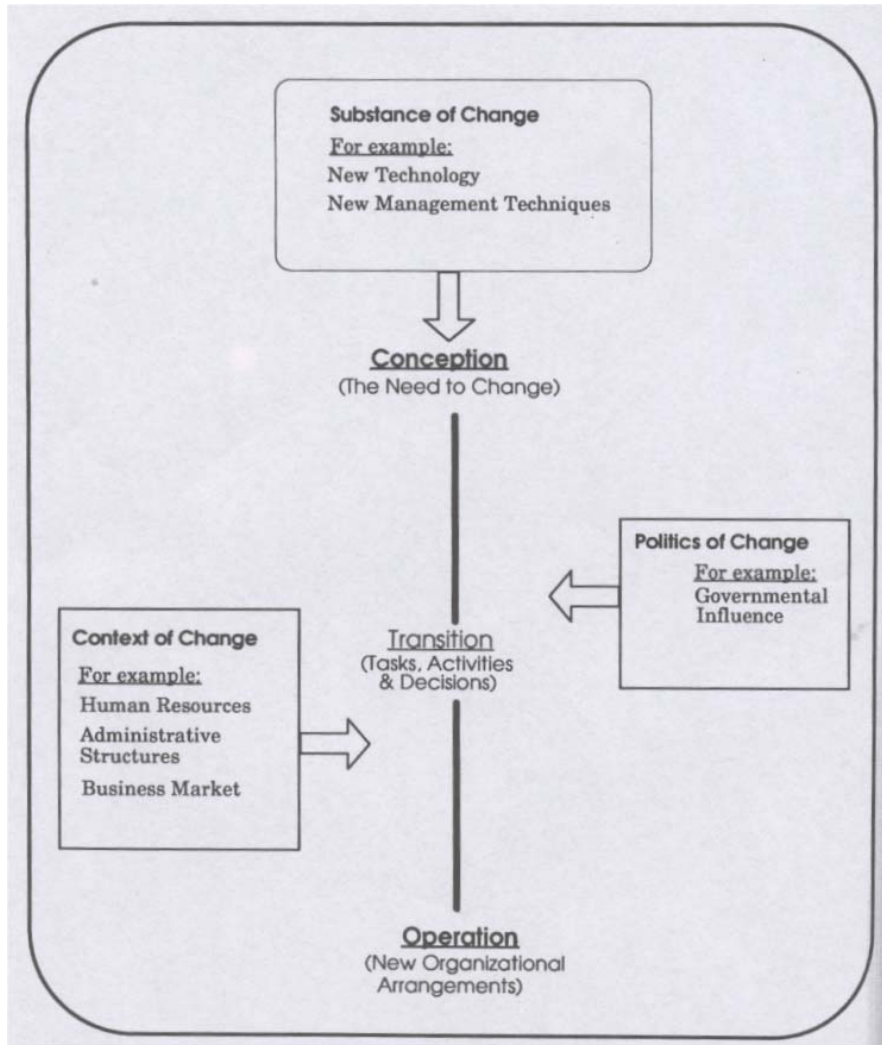 Substance of Change
For example:
New Technology
New Management Techniques
Conception
(The Need to Change)
Politics of Change
For example:
Governmental
Influence
Context of Change
For example:
Human Resources
Administrative
Structures
Business Market
Transition
(Tasks, Activities
& Decisions)
Operation
(New Organizational
Arrangements)